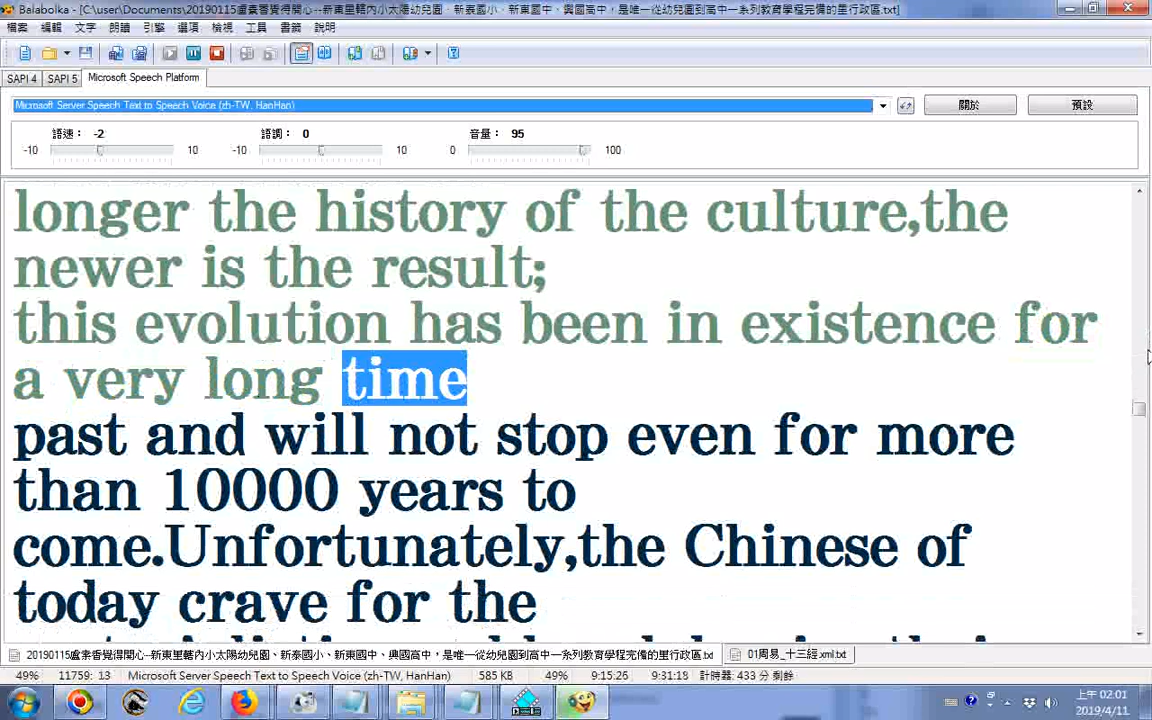 Balabolka - [C:\user\Documents\20190115盧素香覺得開心--新東里轄內小太陽幼兒園、新泰國小、新東國中、興國高中，是唯一從幼兒園到高中一系列教育學程完備的里行政區.txt]
檔案 編輯 文字 朗讀 引擎 選項 檢視 工具 書籤 說明
SAPI 4 SAPI 5 Microsoft Speech Platform
Microsoft Server Speech Text to Speech Voice (zh-TW, HanHan) 關於 預設
語速： -2 語調： 0 音量： 95
-10 10 -10 10 0 100
longer the history of the culture,the
newer is the result;
this evolution has been in existence for
a very long time
past and will not stop even for more
than 10000 years to
come.Unfortunately,the Chinese of
today crave for the
20190115盧素香覺得開心--新東里轄內小太陽幼兒園、新泰國小、新東國中、興國高中，是唯一從幼兒園到高中一系列教育學程完備的里行政區.txt 01周易_十三經.xml.txt
49% 11759: 13 Microsoft Server Speech Text to Speech Voice (zh-TW, HanHan) 585 KB 49% 9:15:26 9:31:18 計時器: 433 分 剩餘
上午 02:01
2019/4/11